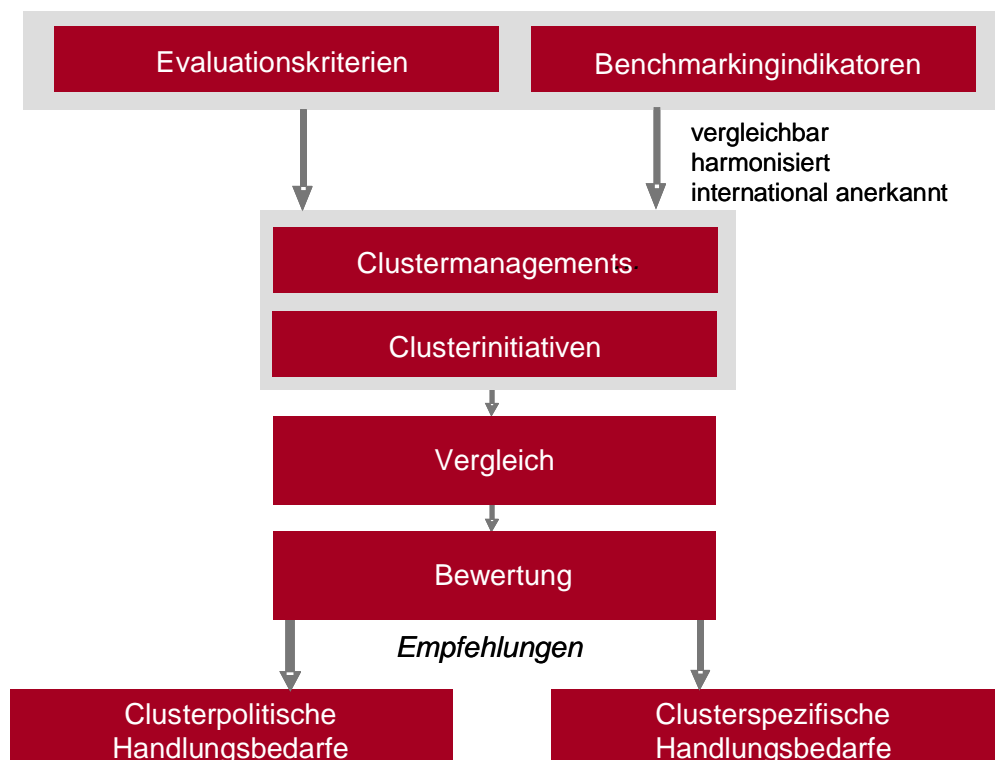 Evaluationskriterien
Benchmarkingindikatoren
vergleichbar
harmonisiert
international anerkannt
Clustermanagements
Clusterinitiativen
Vergleich
Bewertung
Empfehlungen
Clusterpolitische
Handlungsbedarfe
Clusterspezifische
Handlungsbedarfe